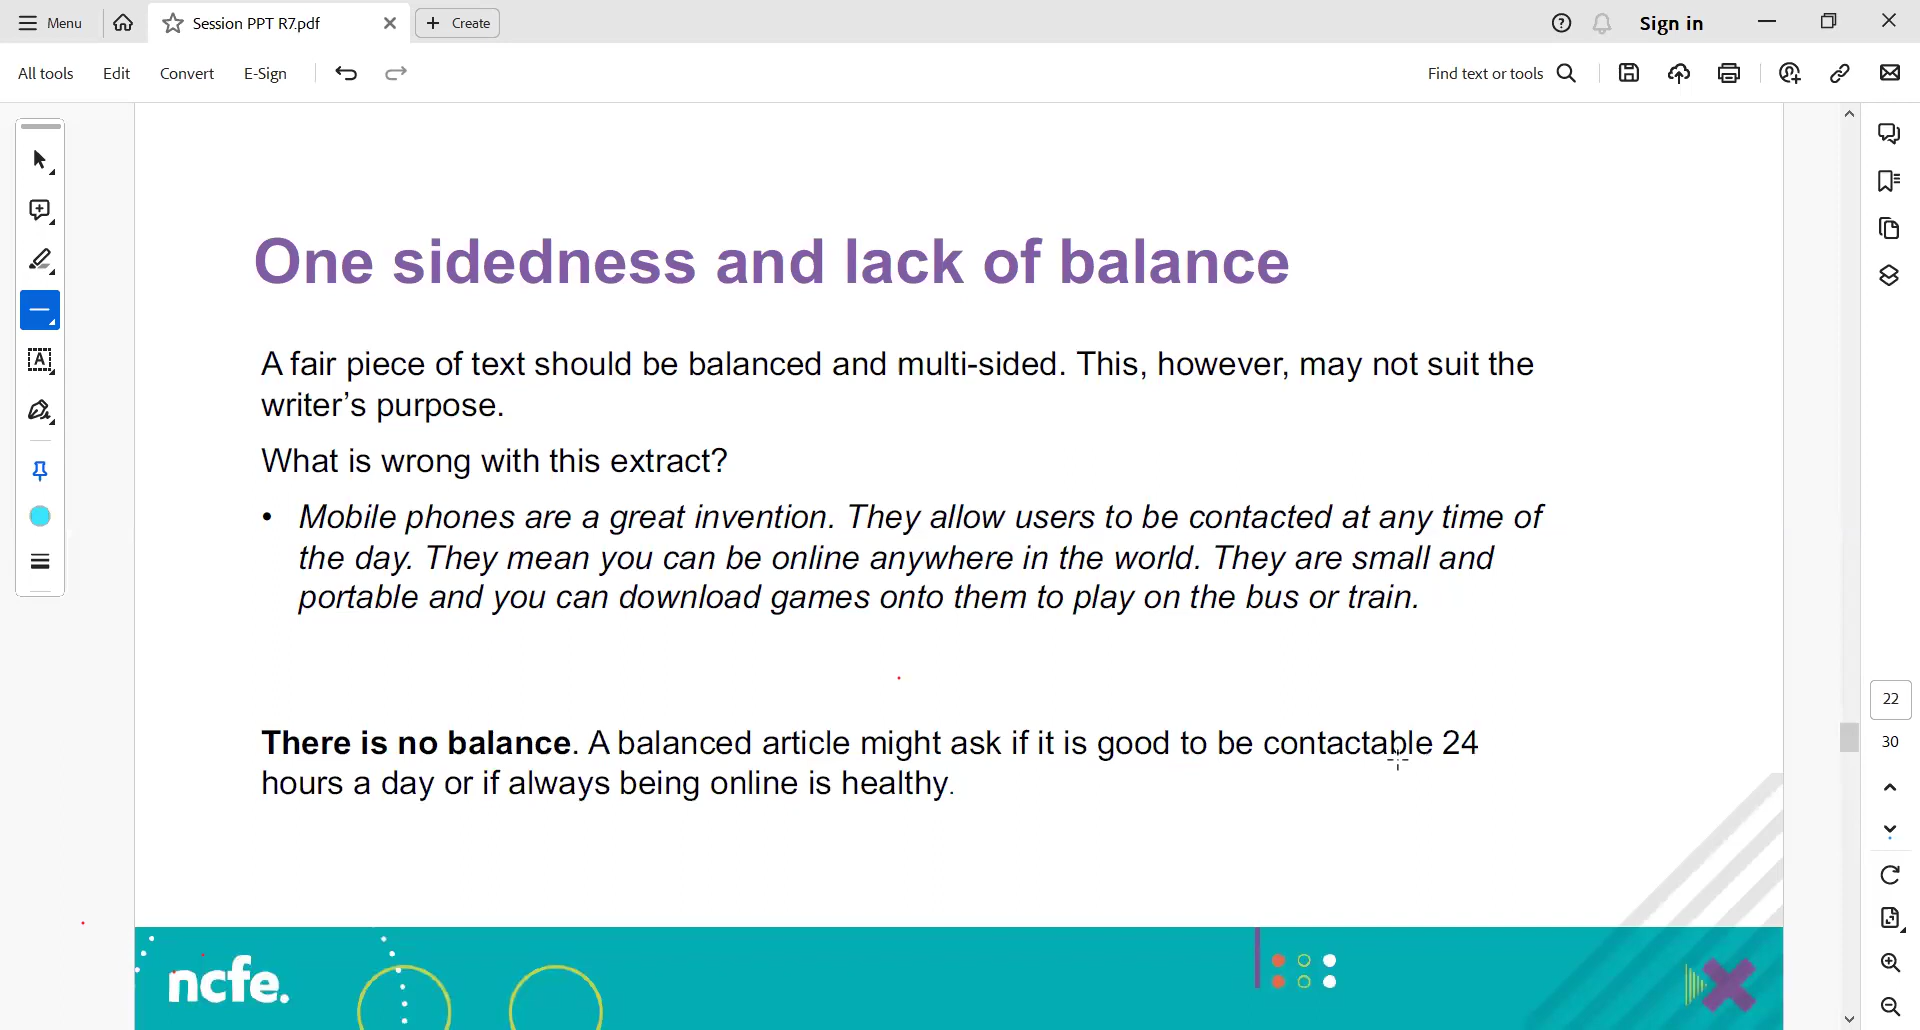 Menu
Session PPT R7.pdf
Create
Sign in
All tools
Edit
Convert
E-Sign
Find text or tools
One sidedness and lack of balance
A fair piece of text should be balanced and multi-sided. This, however, may not suit the
writer’s purpose.
What is wrong with this extract?
• Mobile phones are a great invention. They allow users to be contacted at any time of
the day. They mean you can be online anywhere in the world. They are small and
portable and you can download games onto them to play on the bus or train.
There is no balance. A balanced article might ask if it is good to be contactable 24
hours a day or if always being online is healthy.
22
30
ncfe.